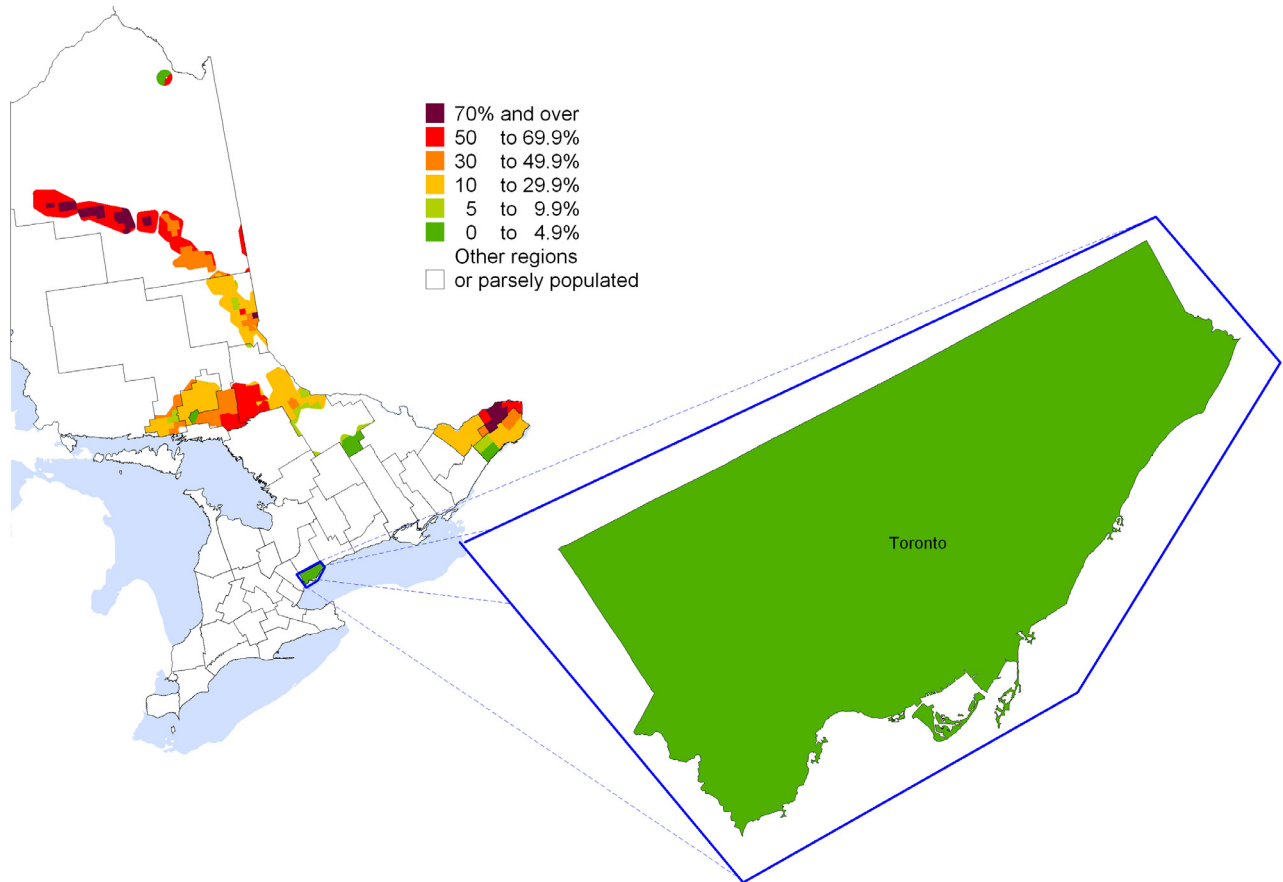 70% and over
50 to 69.9%
30 to 49.9%
10 to 29.9%
5 to 9.9%
0 to 4.9%
Other regions
or parsely populated
Toronto